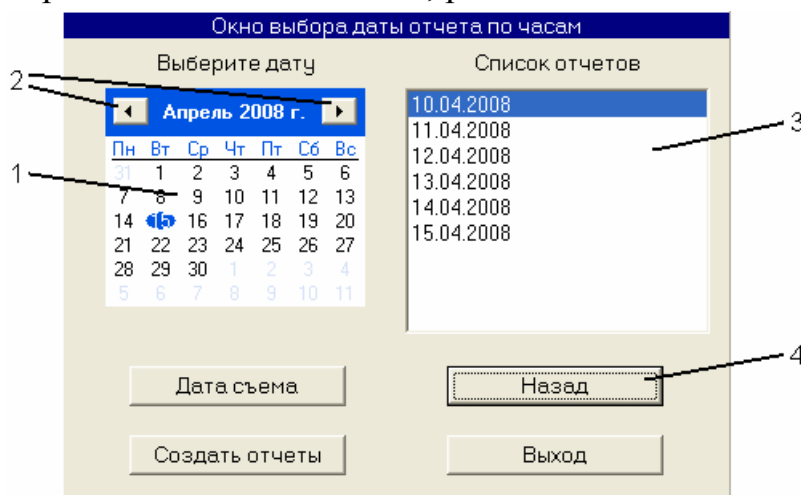 Окно выбора даты отчета по часам
Выберите дату
Список отчетов
2
Апрель 2008 г.
Пн Вт Ср Чт Пт Сб Вс
31 1 2 3 4 5 6
7 8 9 10 11 12 13
14 15 16 17 18 19 20
21 22 23 24 25 26 27
28 29 30 1 2 3 4
5 6 7 8 9 10 11
1
10.04.2008
11.04.2008
12.04.2008
13.04.2008
14.04.2008
15.04.2008
3
4
Дата съема
Назад
Создать отчеты
Выход